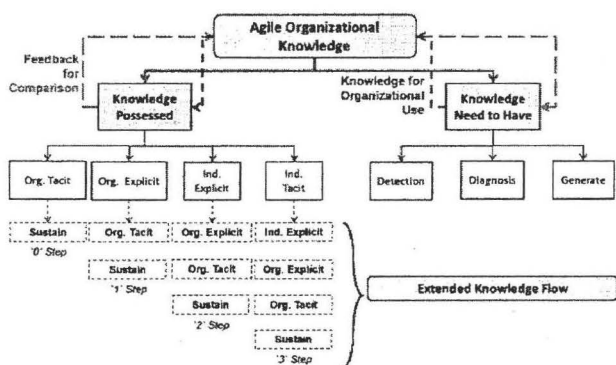 Agile Organizational
Knowledge
Feedback
for
Comparison
Knowledge for
Organizational
Use
Knowledge
Possessed
Knowledge
Need to Have
Org. Tacit
Org. Explicit
Ind.
Explicit
Ind.
Tacit
Detection
Diagnosis
Generate
Sustain
Org. Tacit
Org. Explicit
Ind. Explicit
'0' Step
Sustain
Org. Tacit
Org. Explicit
'1' Step
Extended Knowledge Flow
Sustain
Org. Tacit
'2' Step
Sustain
'3' Step